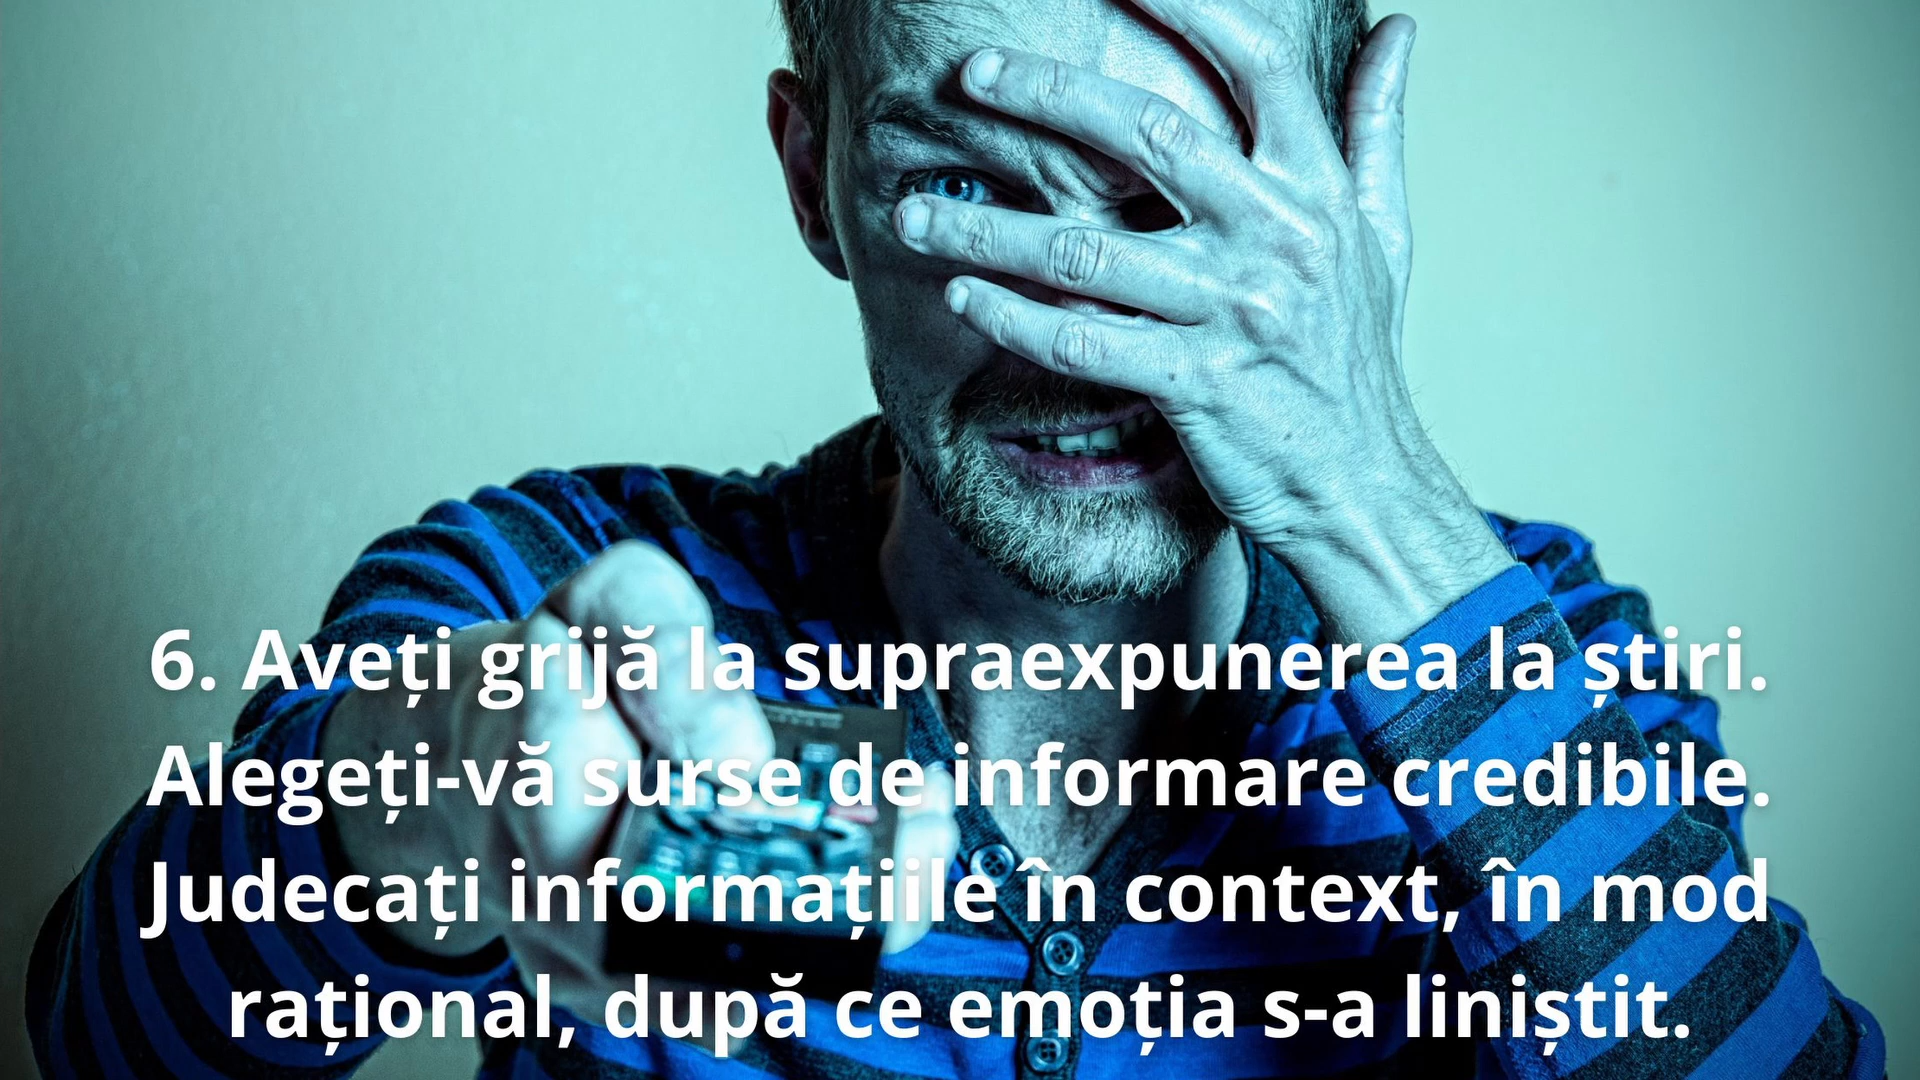 6. Aveți grijă la supraexpunerea la știri.
Alegeți-vă surse de informare credibile.
Judecați informațiile în context, în mod
rațional, după ce emoția s-a liniștit.